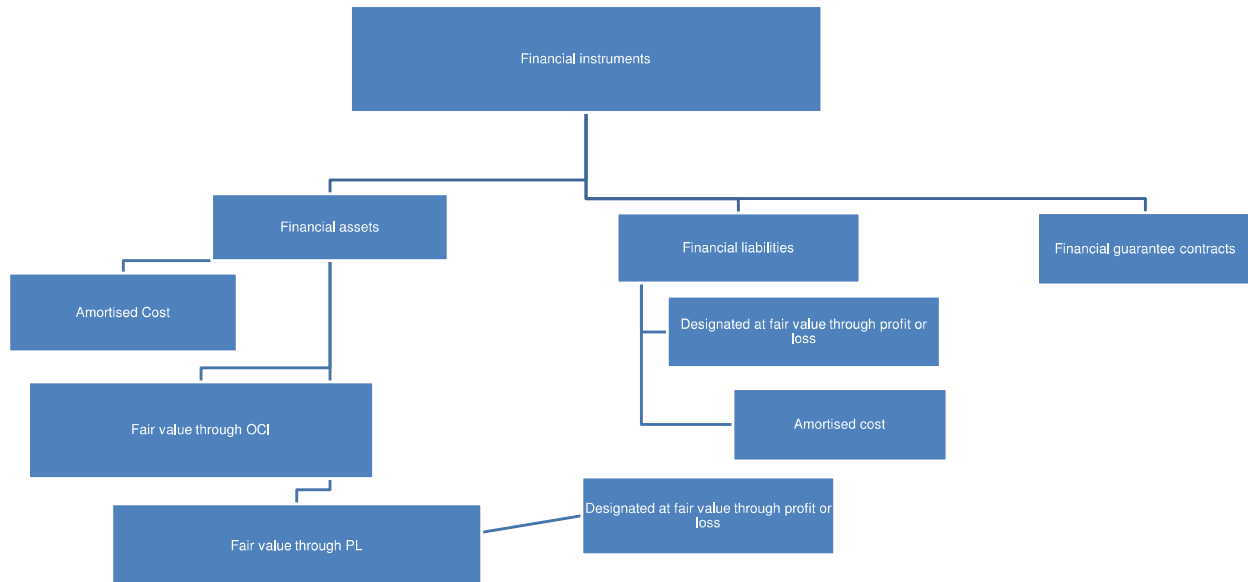 Financial instruments
Financial assets
Financial liabilities
Financial guarantee contracts
Amortised Cost
Designated at fair value through profit or
loss
Fair value through OCI
Amortised cost
Designated at fair value through profit or
loss
Fair value through PL